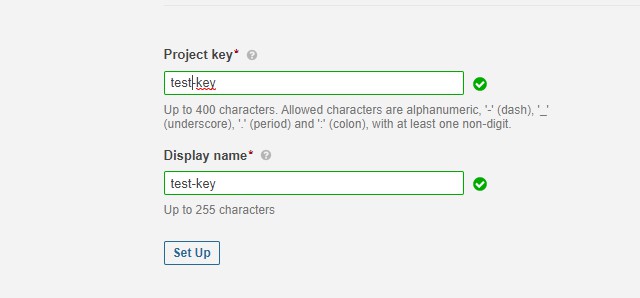 Project key* ?
test-key
Up to 400 characters. Allowed characters are alphanumeric, '-' (dash), '_'
(underscore), '.' (period) and ':' (colon), with at least one non-digit.
Display name* ?
test-key
Up to 255 characters
Set Up